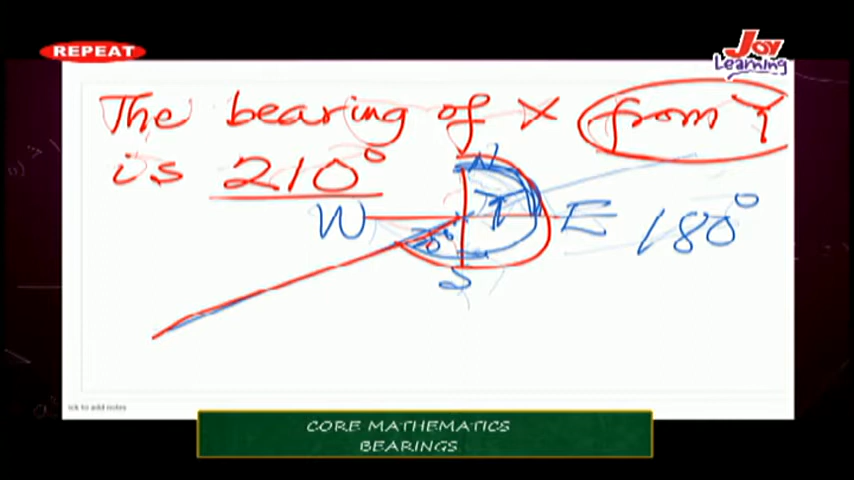 REPEAT
Joy
Learning
The bearing of X from Y
is 210°
N
W
Y
E
180°
30°
S
CORE MATHEMATICS
BEARINGS